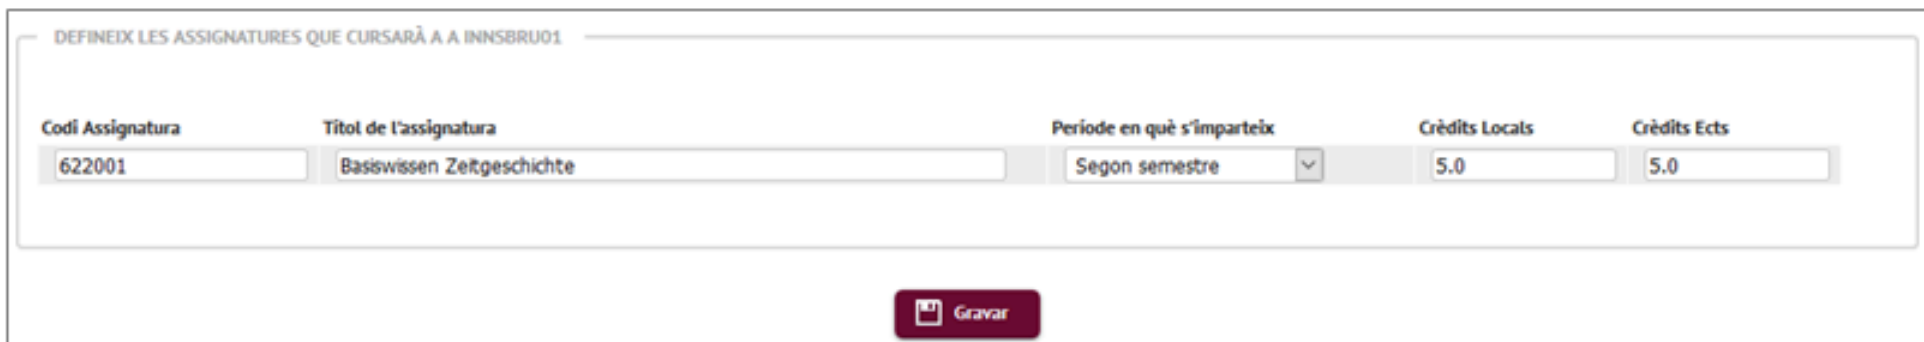 DEFINEIX LES ASSIGNATURES QUE CURSARÀ A A INNSBRU01
Codi Assignatura Títol de l'assignatura Període en què s'imparteix Crèdits Locals Crèdits Ects
622001 Basiswissen Zeitgeschichte Segon semestre 5.0 5.0
Gravar